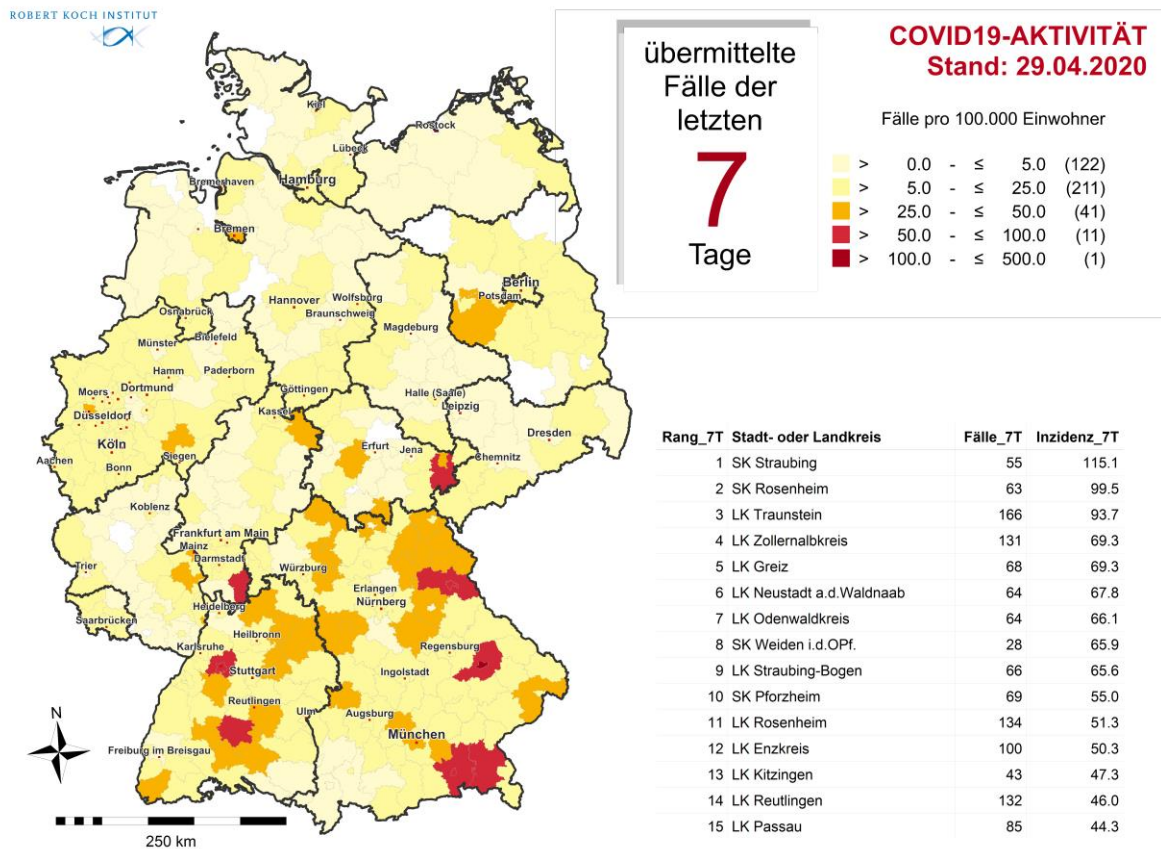 ROBERT KOCH INSTITUT
übermittelte
Fälle der
letzten
7
Tage
COVID19-AKTIVITÄT
Stand: 29.04.2020
Fälle pro 100.000 Einwohner
> 0.0 - ≤ 5.0 (122)
> 5.0 - ≤ 25.0 (211)
> 25.0 - ≤ 50.0 (41)
> 50.0 - ≤ 100.0 (11)
> 100.0 - ≤ 500.0 (1)
Kiel
Rostock
Lübeck
Bremerhaven
Hamburg
Bremen
Berlin
Potsdam
Hannover
Wolfsburg
Braunschweig
Osnabrück
Magdeburg
Bielefeld
Münster
Hamm
Paderborn
Moers
Dortmund
Göttingen
Halle (Saale)
Düsseldorf
Kassel
Leipzig
Köln
Erfurt
Jena
Dresden
Siegen
Chemnitz
Aachen
Bonn
Koblenz
Frankfurt am Main
Mainz
Darmstadt
Würzburg
Trier
Erlangen
Nürnberg
Heidelberg
Saarbrücken
Heilbronn
Karlsruhe
Regensburg
Stuttgart
Ingolstadt
Reutlingen
Ulm
Augsburg
München
Freiburg im Breisgau
N
250 km
Rang_7T Stadt- oder Landkreis Fälle_7T Inzidenz_7T
1 SK Straubing 55 115.1
2 SK Rosenheim 63 99.5
3 LK Traunstein 166 93.7
4 LK Zollernalbkreis 131 69.3
5 LK Greiz 68 69.3
6 LK Neustadt a.d.Waldnaab 64 67.8
7 LK Odenwaldkreis 64 66.1
8 SK Weiden i.d.OPf. 28 65.9
9 LK Straubing-Bogen 66 65.6
10 SK Pforzheim 69 55.0
11 LK Rosenheim 134 51.3
12 LK Enzkreis 100 50.3
13 LK Kitzingen 43 47.3
14 LK Reutlingen 132 46.0
15 LK Passau 85 44.3